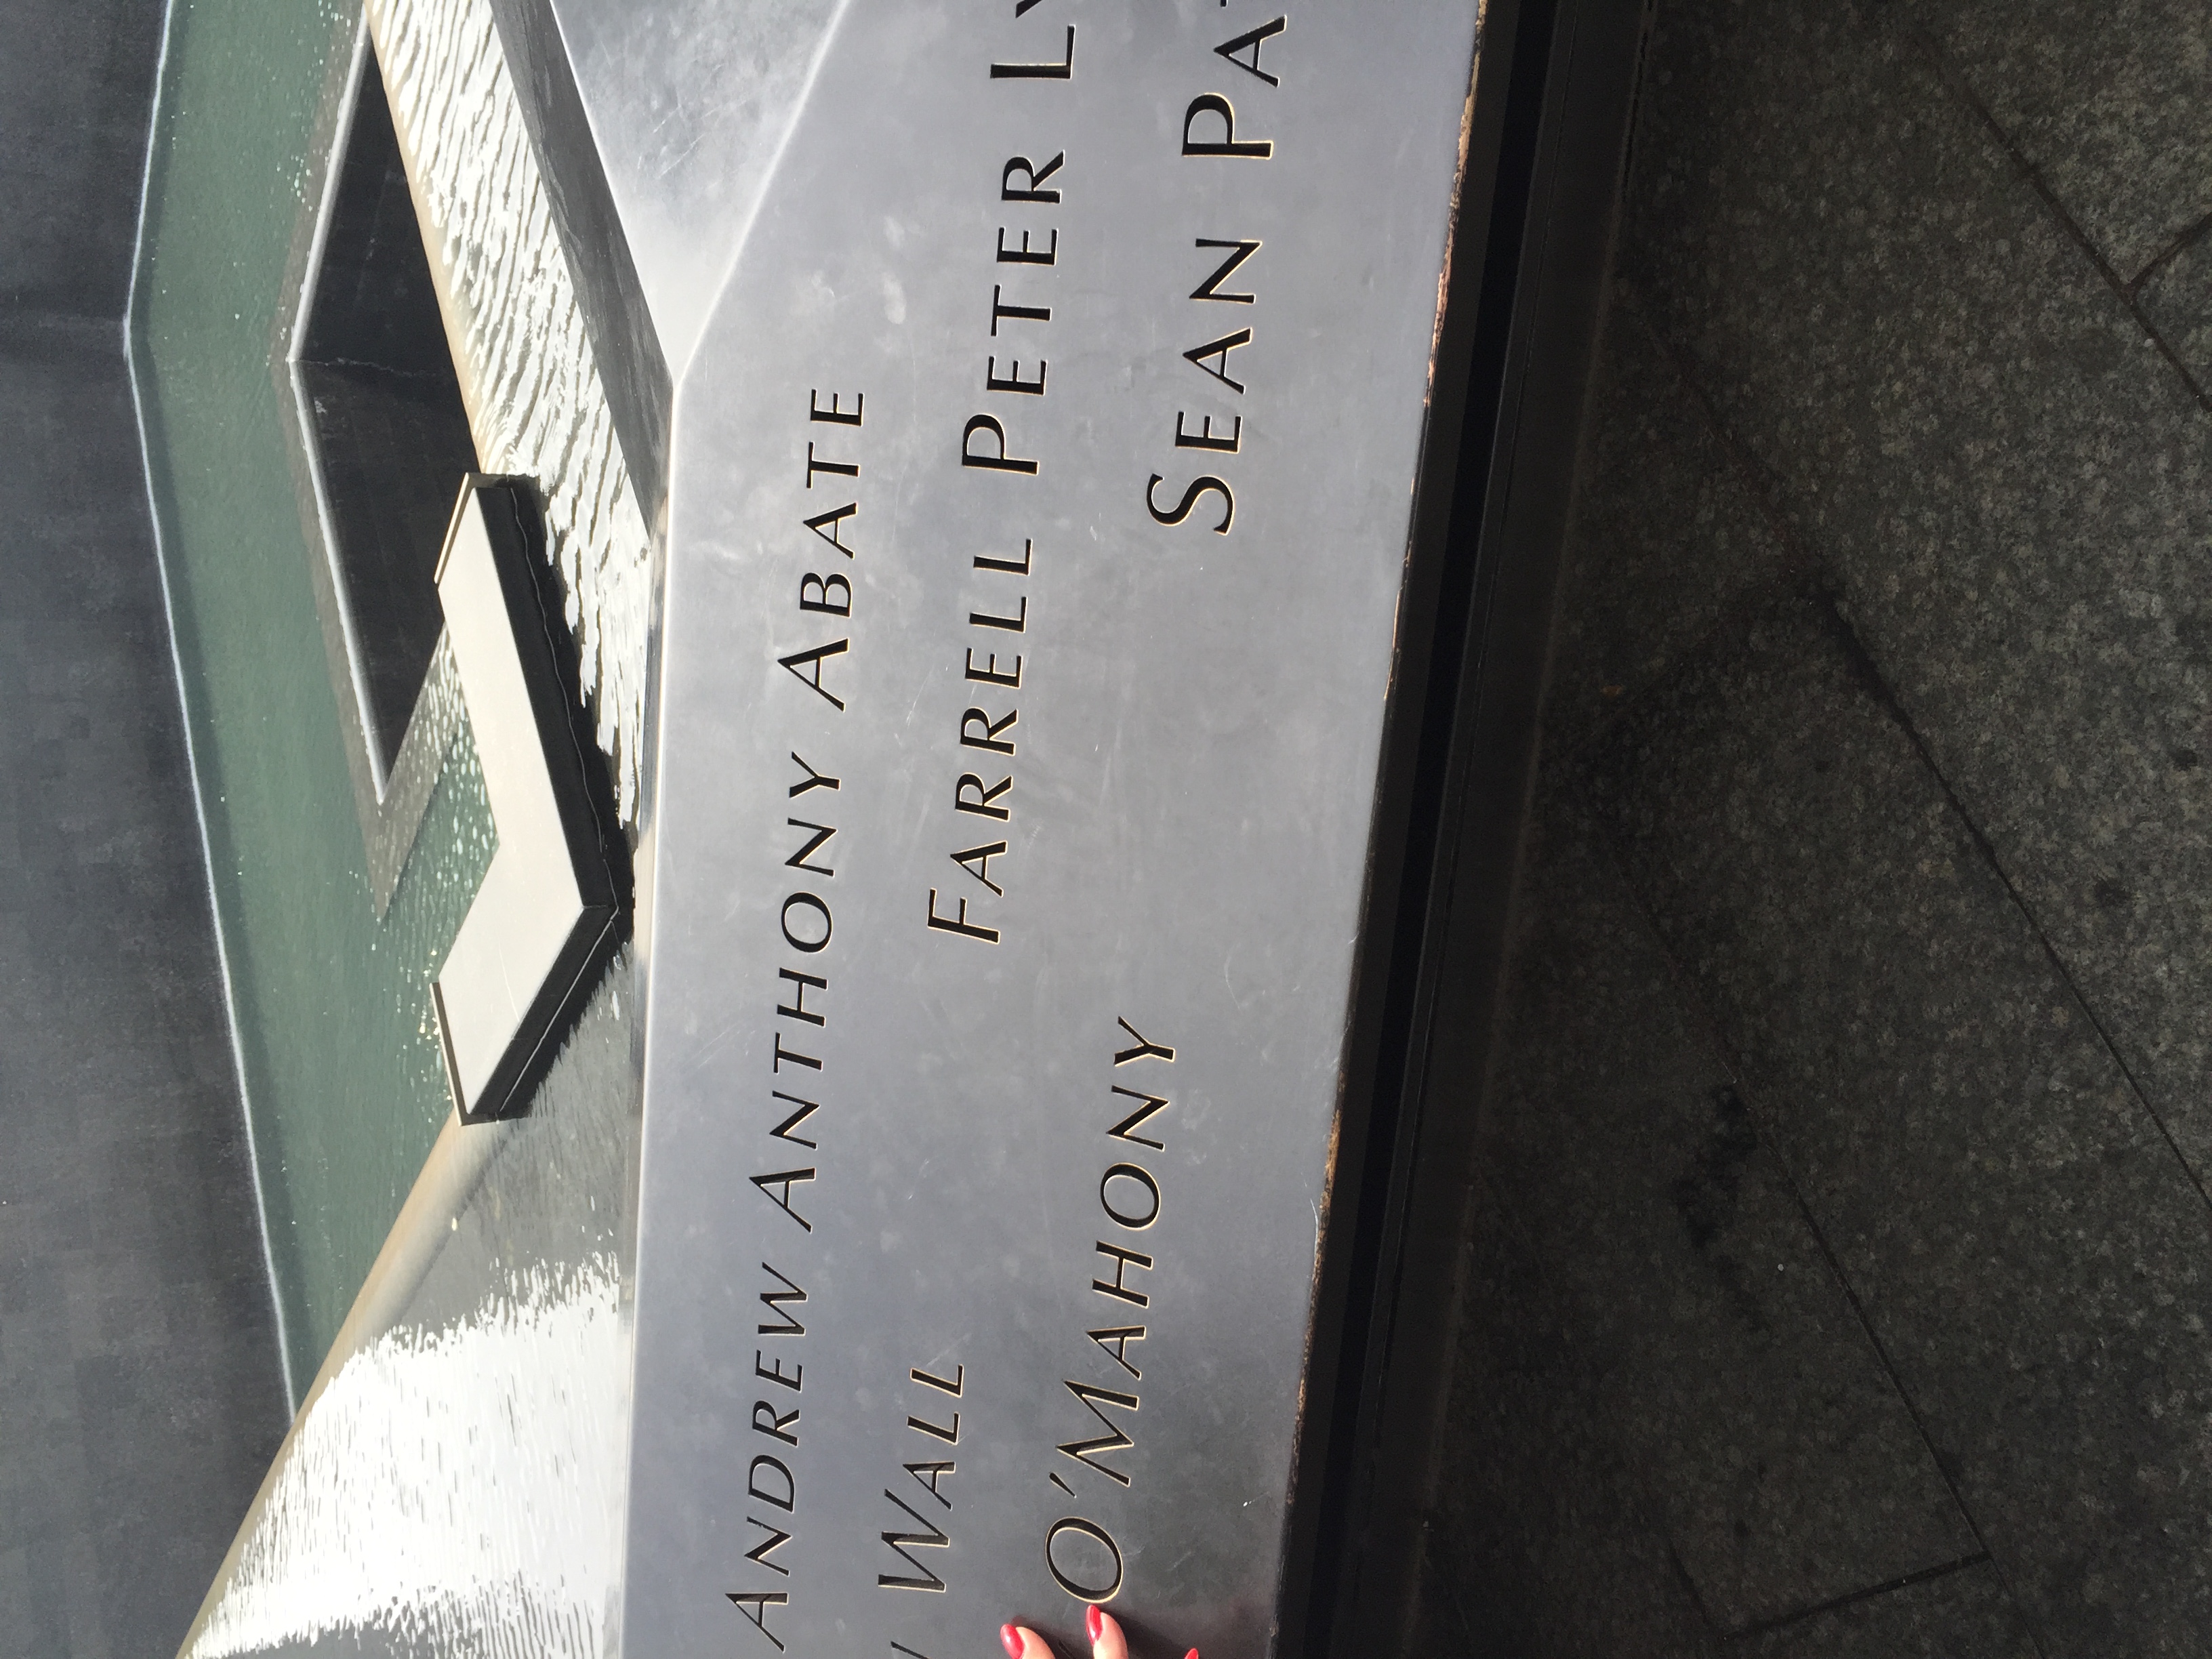 ANDREW ANTHONY ABATE
WALL FARRELL PETER
O'MAHONY SEAN